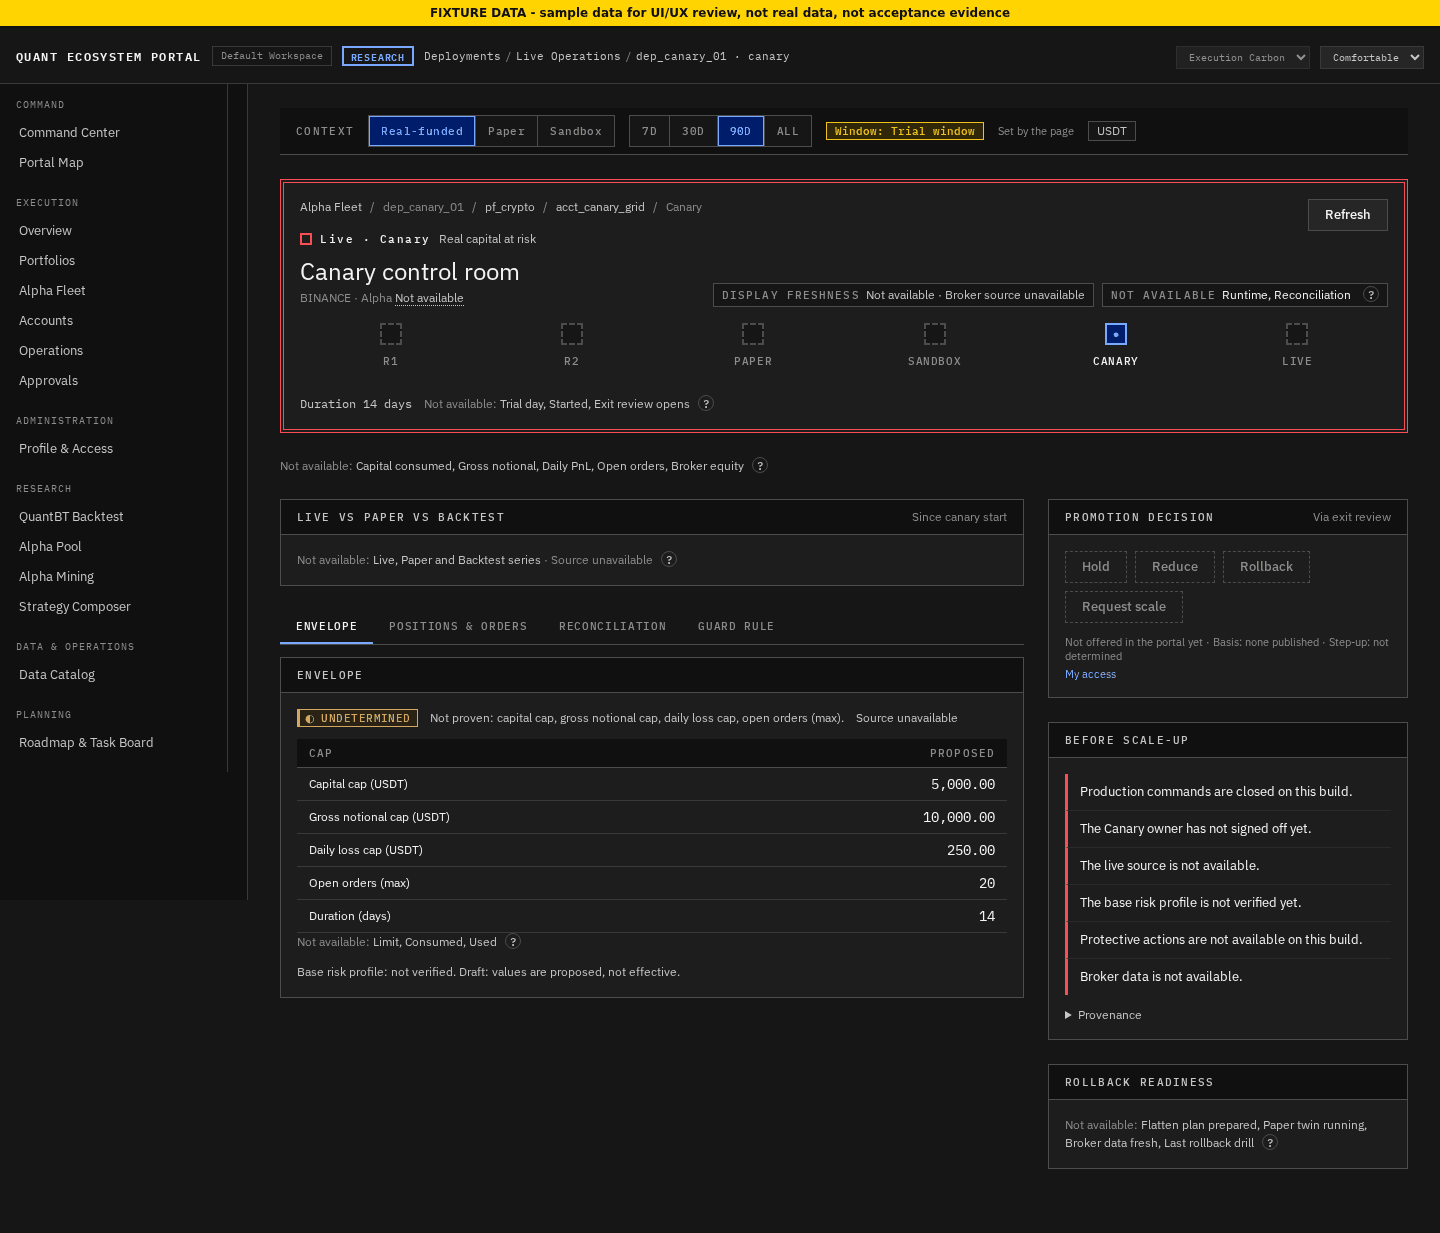 FIXTURE DATA - sample data for UI/UX review, not real data, not acceptance evidence
QUANT ECOSYSTEM PORTAL Default Workspace RESEARCH Deployments / Live Operations / dep_canary_01 · canary Execution Carbon Comfortable
COMMAND
Command Center
Portal Map
EXECUTION
Overview
Portfolios
Alpha Fleet
Accounts
Operations
Approvals
ADMINISTRATION
Profile & Access
RESEARCH
QuantBT Backtest
Alpha Pool
Alpha Mining
Strategy Composer
DATA & OPERATIONS
Data Catalog
PLANNING
Roadmap & Task Board
CONTEXT Real-funded Paper Sandbox 7D 30D 90D ALL Window: Trial window Set by the page USDT
Alpha Fleet / dep_canary_01 / pf_crypto / acct_canary_grid / Canary
Refresh
Live · Canary Real capital at risk
Canary control room
BINANCE · Alpha Not available
DISPLAY FRESHNESS Not available · Broker source unavailable
NOT AVAILABLE Runtime, Reconciliation ?
R1 R2 PAPER SANDBOX CANARY LIVE
Duration 14 days Not available: Trial day, Started, Exit review opens ?
Not available: Capital consumed, Gross notional, Daily PnL, Open orders, Broker equity ?
LIVE VS PAPER VS BACKTEST Since canary start
Not available: Live, Paper and Backtest series · Source unavailable ?
ENVELOPE POSITIONS & ORDERS RECONCILIATION GUARD RULE
ENVELOPE
◐ UNDETERMINED Not proven: capital cap, gross notional cap, daily loss cap, open orders (max). Source unavailable
CAP PROPOSED
Capital cap (USDT) 5,000.00
Gross notional cap (USDT) 10,000.00
Daily loss cap (USDT) 250.00
Open orders (max) 20
Duration (days) 14
Not available: Limit, Consumed, Used ?
Base risk profile: not verified. Draft: values are proposed, not effective.
PROMOTION DECISION Via exit review
Hold Reduce Rollback
Request scale
Not offered in the portal yet · Basis: none published · Step-up: not
determined
My access
BEFORE SCALE-UP
Production commands are closed on this build.
The Canary owner has not signed off yet.
The live source is not available.
The base risk profile is not verified yet.
Protective actions are not available on this build.
Broker data is not available.
▶ Provenance
ROLLBACK READINESS
Not available: Flatten plan prepared, Paper twin running,
Broker data fresh, Last rollback drill ?